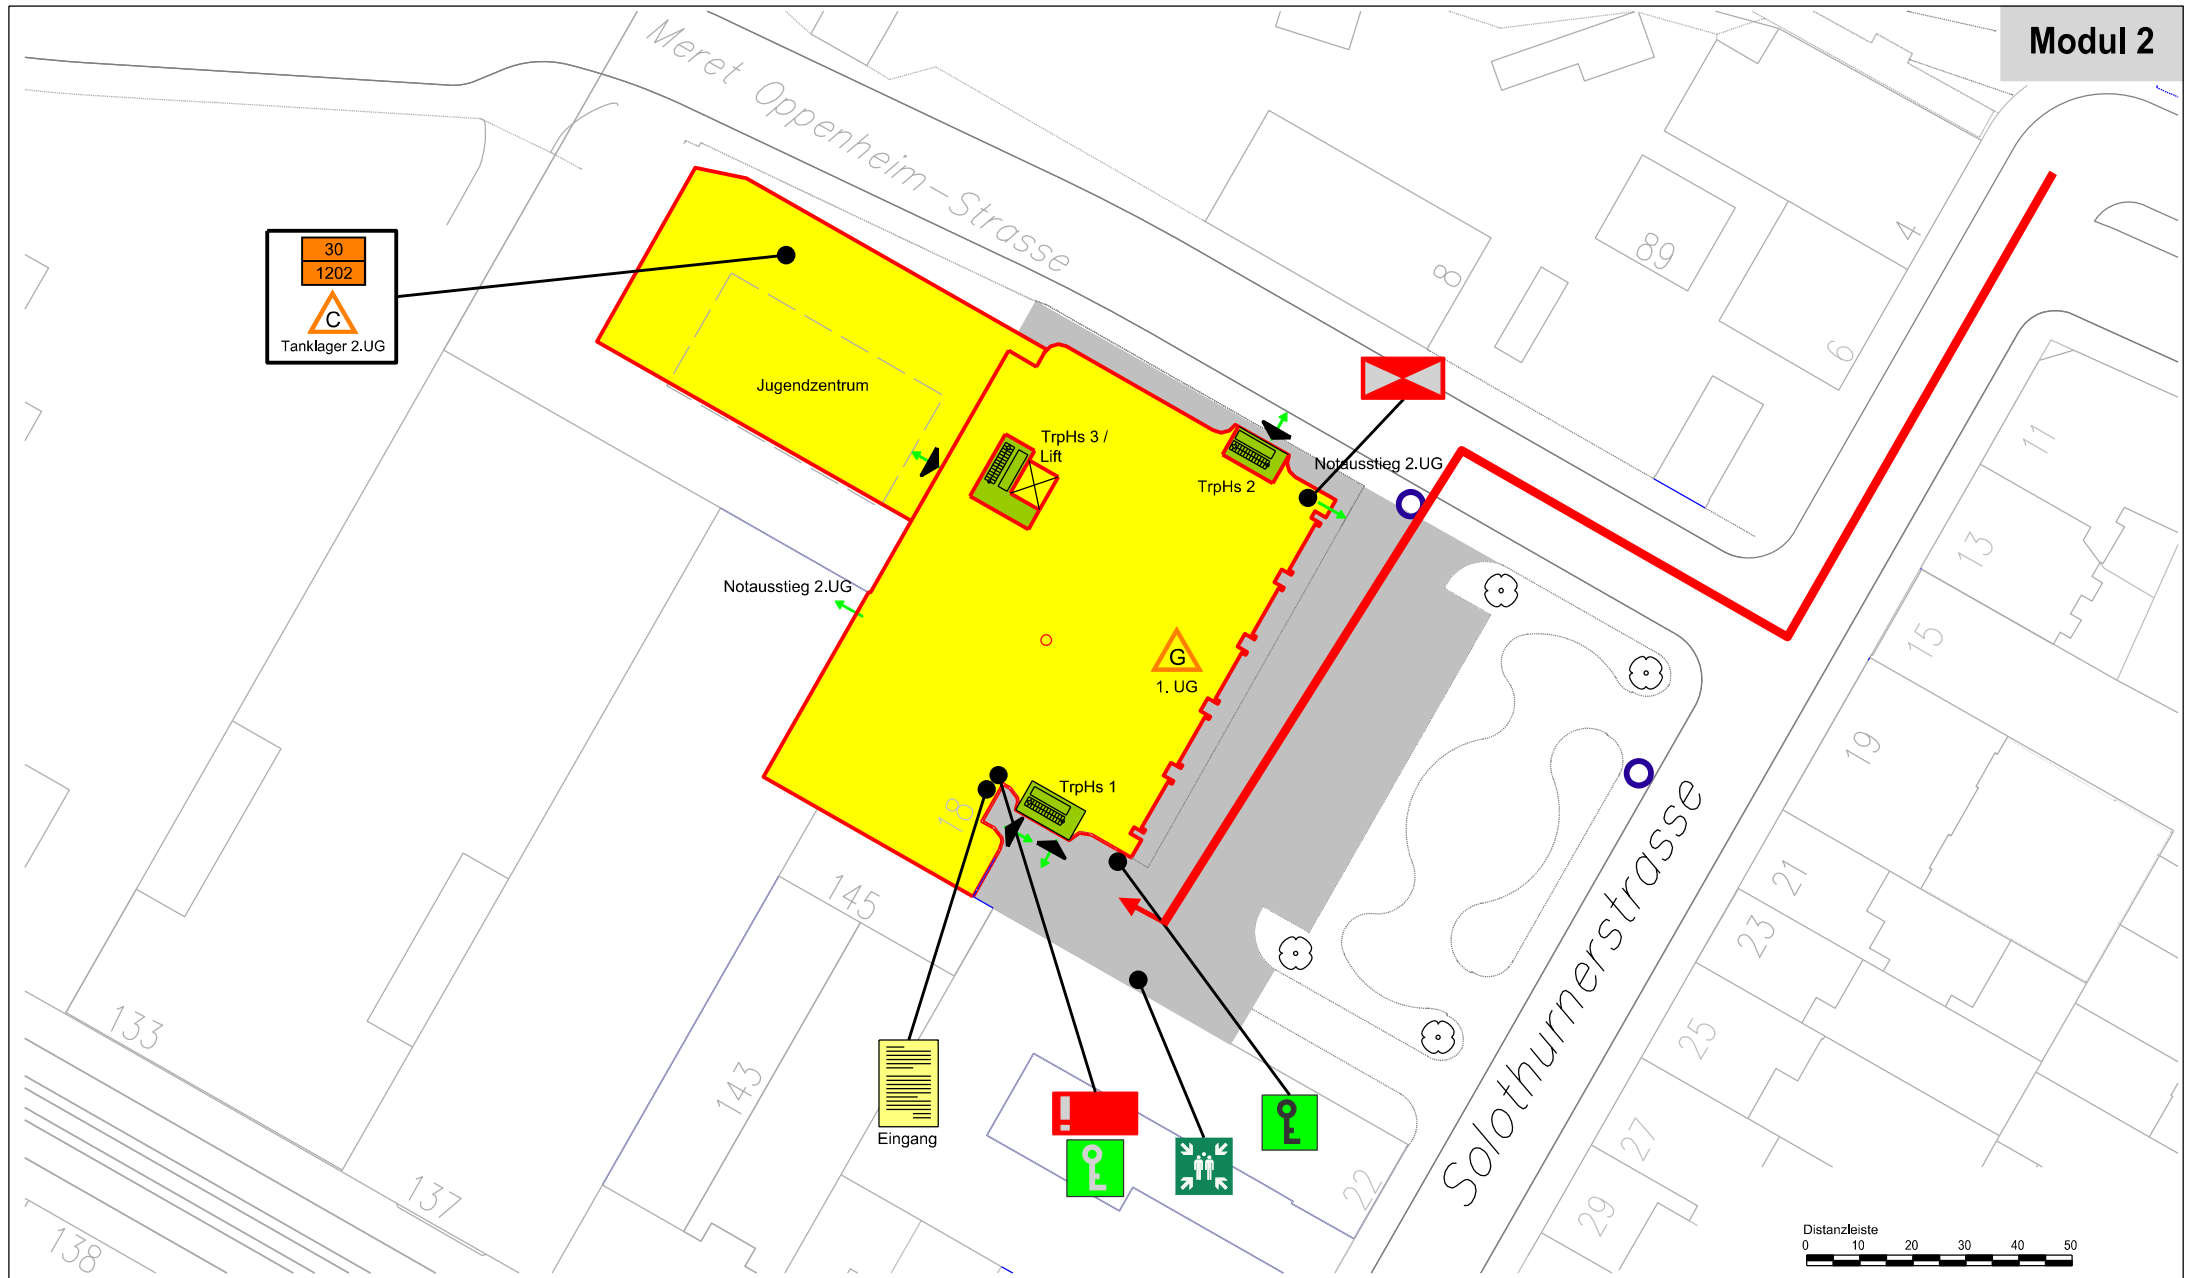 Modul 2
Meret Oppenheim-Strasse
30
1202
C
Tanklager 2.UG
Jugendzentrum
TrpHs 3 /
Lift
TrpHs 2
Notausstieg 2.UG
Notausstieg 2.UG
G
1. UG
TrpHs 1
18
8
89
4
6
11
13
15
19
21
23
25
27
29
22
145
143
133
137
138
Solothurnerstrasse
Eingang
Distanzleiste
0 10 20 30 40 50